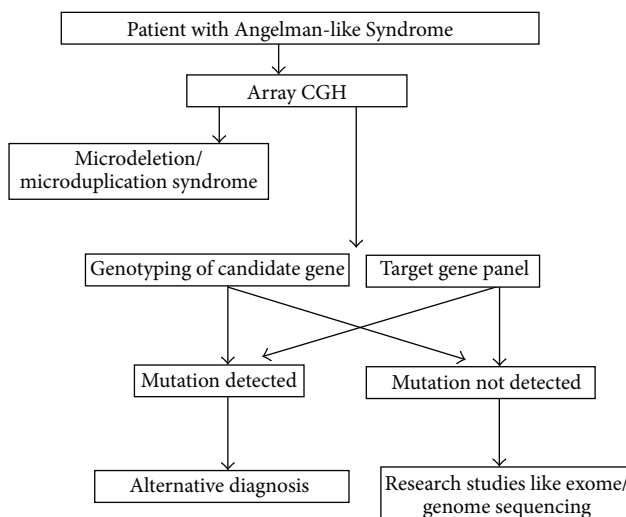 Patient with Angelman-like Syndrome
Array CGH
Microdeletion/
microduplication syndrome
Genotyping of candidate gene
Target gene panel
Mutation detected
Mutation not detected
Alternative diagnosis
Research studies like exome/
genome sequencing